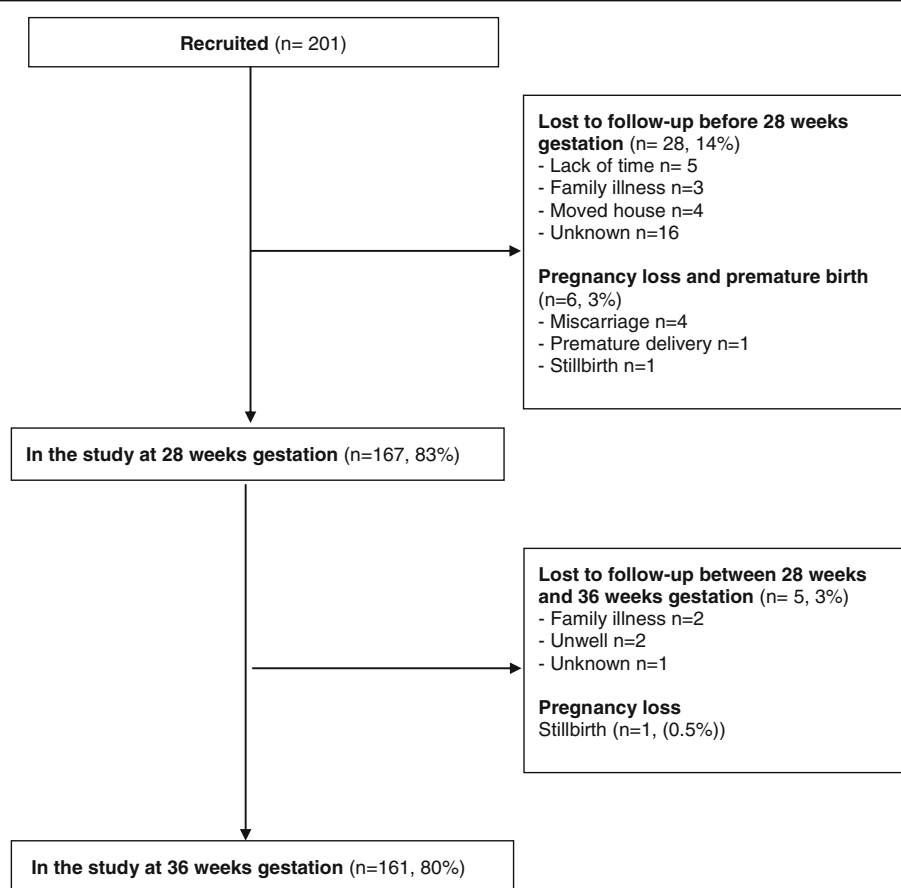 Recruited (n= 201)
Lost to follow-up before 28 weeks
gestation (n= 28, 14%)
- Lack of time n= 5
- Family illness n=3
- Moved house n=4
- Unknown n=16
Pregnancy loss and premature birth
(n=6, 3%)
- Miscarriage n=4
- Premature delivery n=1
- Stillbirth n=1
In the study at 28 weeks gestation (n=167, 83%)
Lost to follow-up between 28 weeks
and 36 weeks gestation (n= 5, 3%)
- Family illness n=2
- Unwell n=2
- Unknown n=1
Pregnancy loss
Stillbirth (n=1, (0.5%))
In the study at 36 weeks gestation (n=161, 80%)